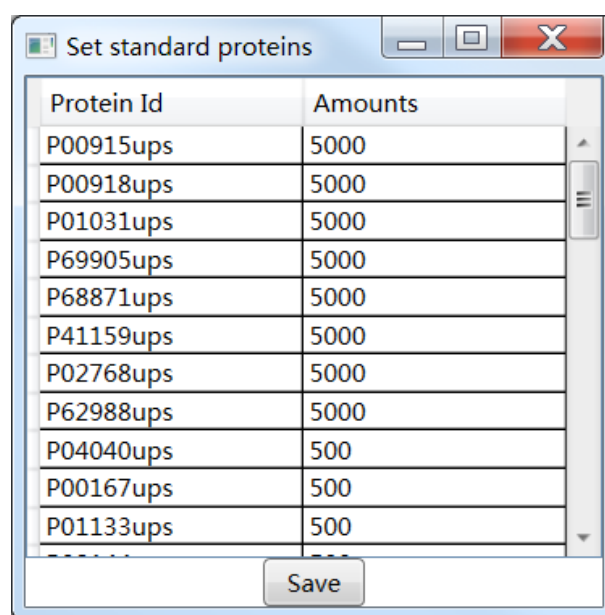 Set standard proteins
Protein Id Amounts
P00915ups 5000
P00918ups 5000
P01031ups 5000
P69905ups 5000
P68871ups 5000
P41159ups 5000
P02768ups 5000
P62988ups 5000
P04040ups 500
P00167ups 500
P01133ups 500
Save